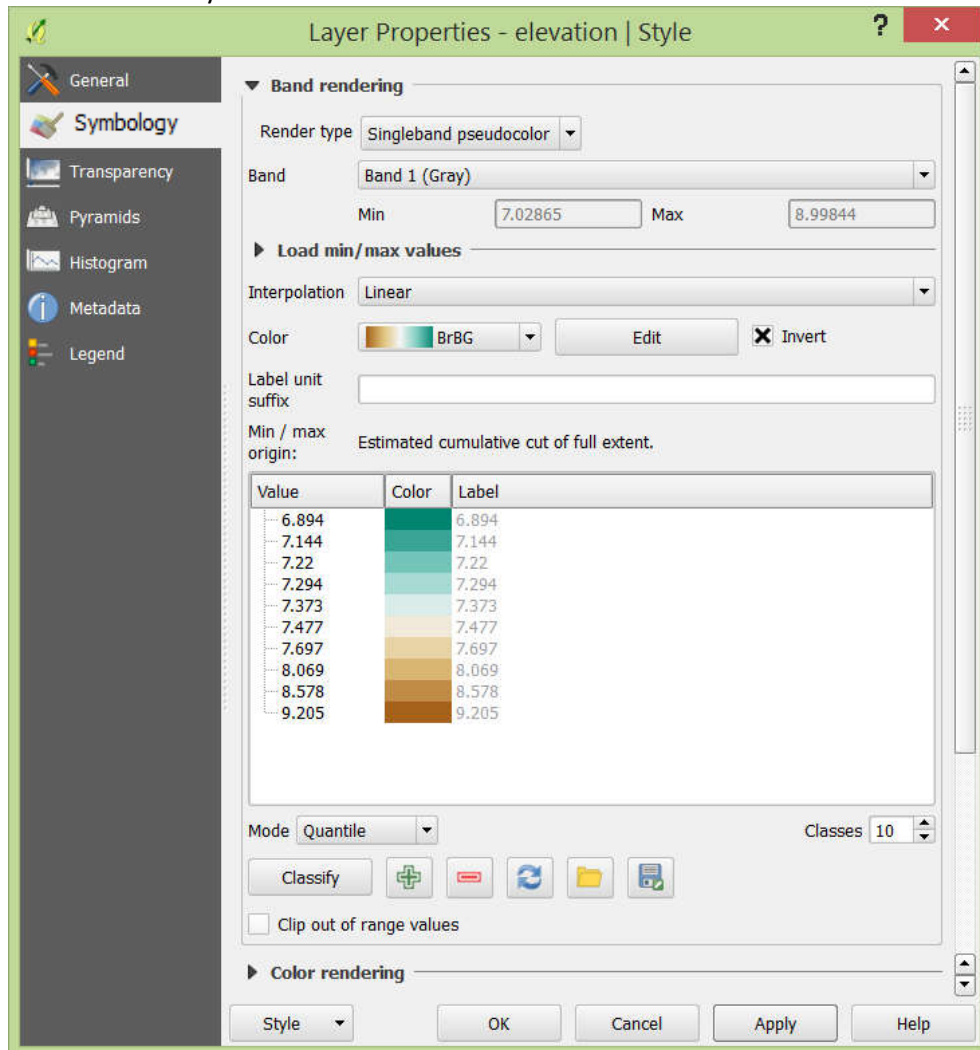 Layer Properties - elevation | Style
?
×
General
Symbology
Transparency
Pyramids
Histogram
Metadata
Legend
Band rendering
Render type Singleband pseudocolor
Band Band 1 (Gray)
Min 7.02865 Max 8.99844
Load min/max values
Interpolation Linear
Color BrBG Edit Invert
Label unit
suffix
Min / max
origin: Estimated cumulative cut of full extent.
Value Color Label
6.894 6.894
7.144 7.144
7.22 7.22
7.294 7.294
7.373 7.373
7.477 7.477
7.697 7.697
8.069 8.069
8.578 8.578
9.205 9.205
Mode Quantile Classes 10
Classify
Clip out of range values
Color rendering
Style OK Cancel Apply Help